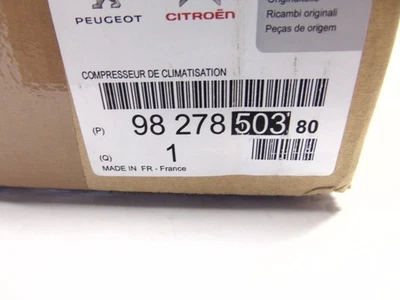 Originalteile
Ricambi originali
Peças de origem
PEUGEOT CITROËN
COMPRESSEUR DE CLIMATISATION
(P) 98 278 503 80
(Q) 1
MADE IN FR - France